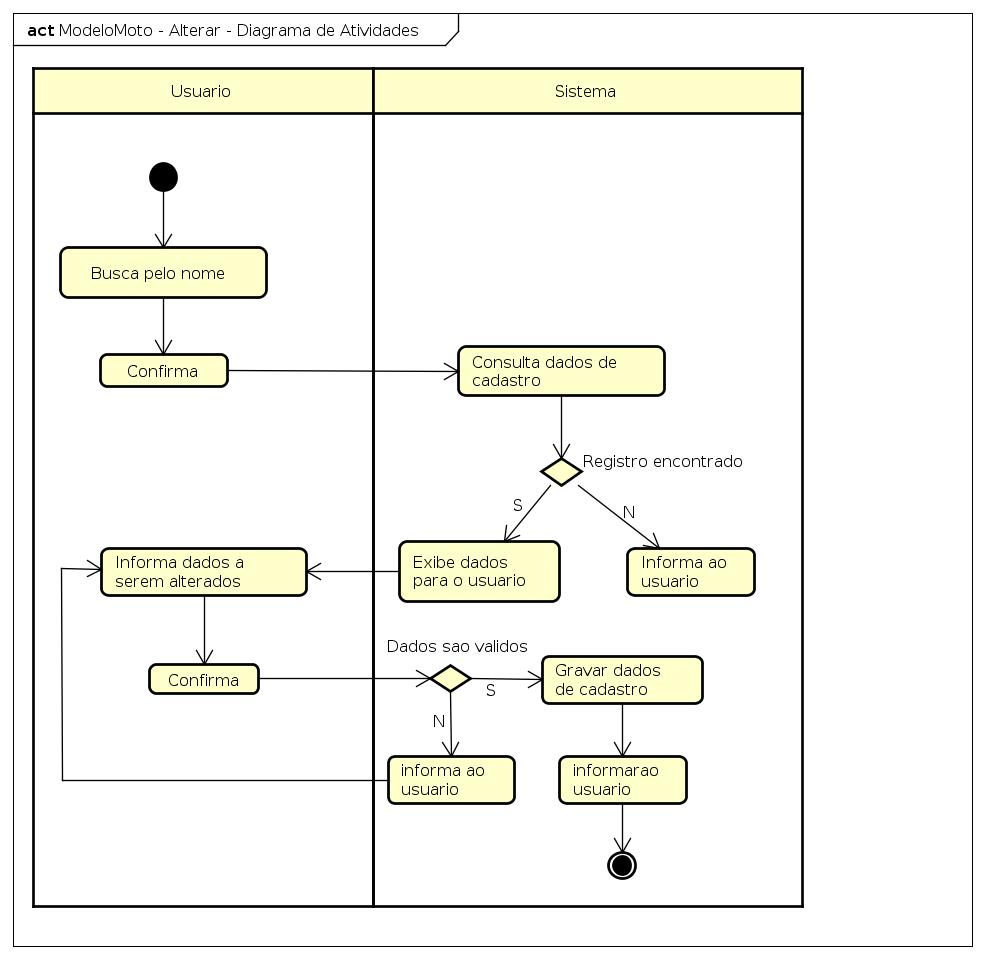 act ModeloMoto - Alterar - Diagrama de Atividades
Usuario
Sistema
Busca pelo nome
Confirma
Consulta dados de
cadastro
Registro encontrado
S
N
Informa dados a
serem alterados
Exibe dados
para o usuario
Informa ao
usuario
Dados sao validos
Confirma
S
Gravar dados
de cadastro
N
informa ao
usuario
informarao
usuario